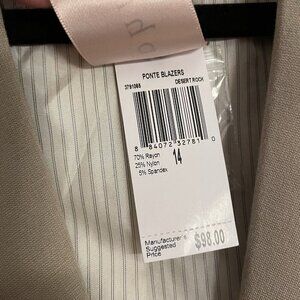 PONTE BLAZERS
3791088 DESERT ROCK
8 84072 32781 0
70% Rayon
25% Nylon
5% Spandex
14
Manufacturer's
Suggested
Price
$98.00